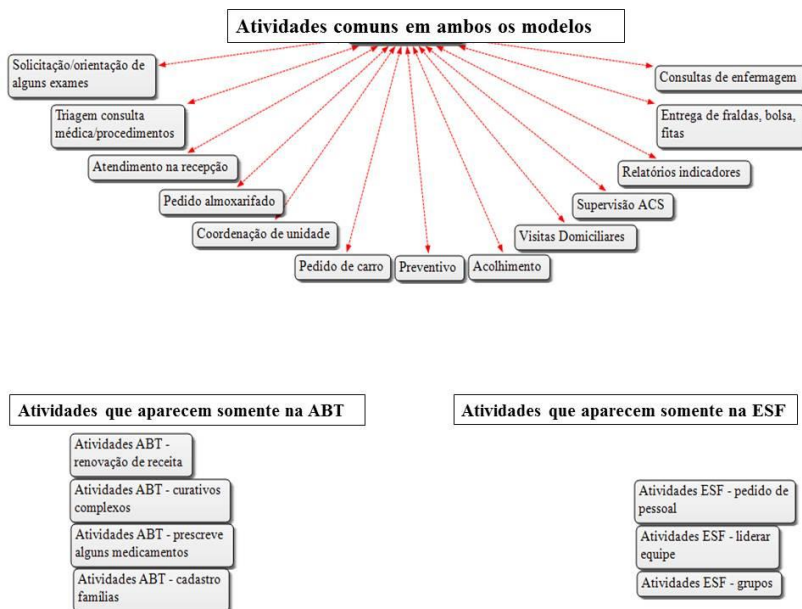 Atividades comuns em ambos os modelos
Solicitação/orientação de
alguns exames
Consultas de enfermagem
Triagem consulta
médica/procedimentos
Entrega de fraldas, bolsa,
fitas
Atendimento na recepção
Relatórios indicadores
Pedido almoxarifado
Supervisão ACS
Coordenação de unidade
Visitas Domiciliares
Pedido de carro
Preventivo
Acolhimento
Atividades que aparecem somente na ABT
Atividades ABT -
renovação de receita
Atividades ABT - curativos
complexos
Atividades ABT - prescreve
alguns medicamentos
Atividades ABT - cadastro
famílias
Atividades que aparecem somente na ESF
Atividades ESF - pedido de
pessoal
Atividades ESF - liderar
equipe
Atividades ESF - grupos